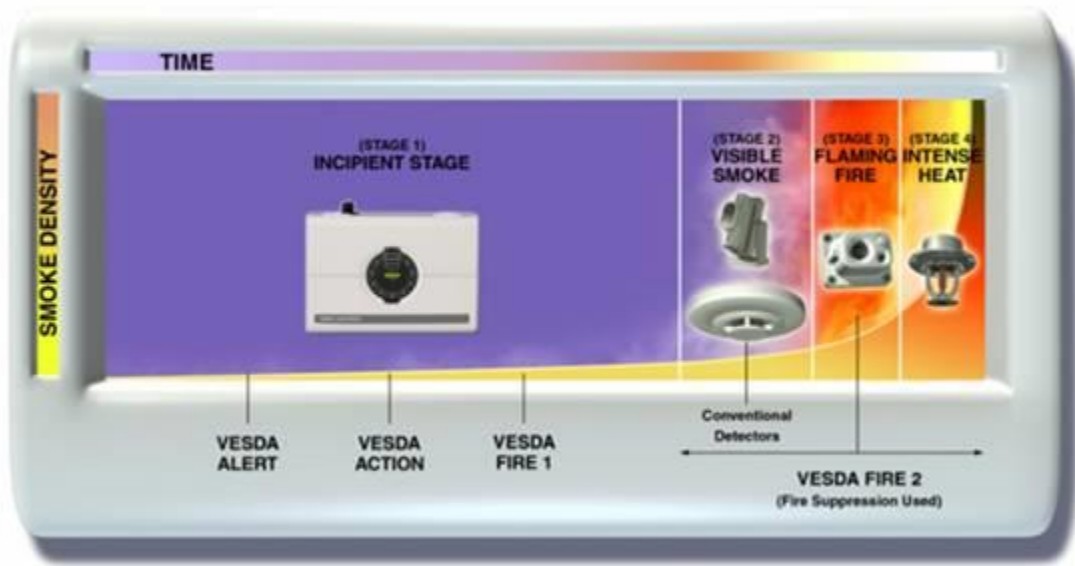 TIME
SMOKE DENSITY
(STAGE 1)
INCIPIENT STAGE
(STAGE 2)
VISIBLE
SMOKE
(STAGE 3)
FLAMING
FIRE
(STAGE 4)
INTENSE
HEAT
VESDA
ALERT
VESDA
ACTION
VESDA
FIRE 1
Conventional
Detectors
VESDA FIRE 2
(Fire Suppression Used)